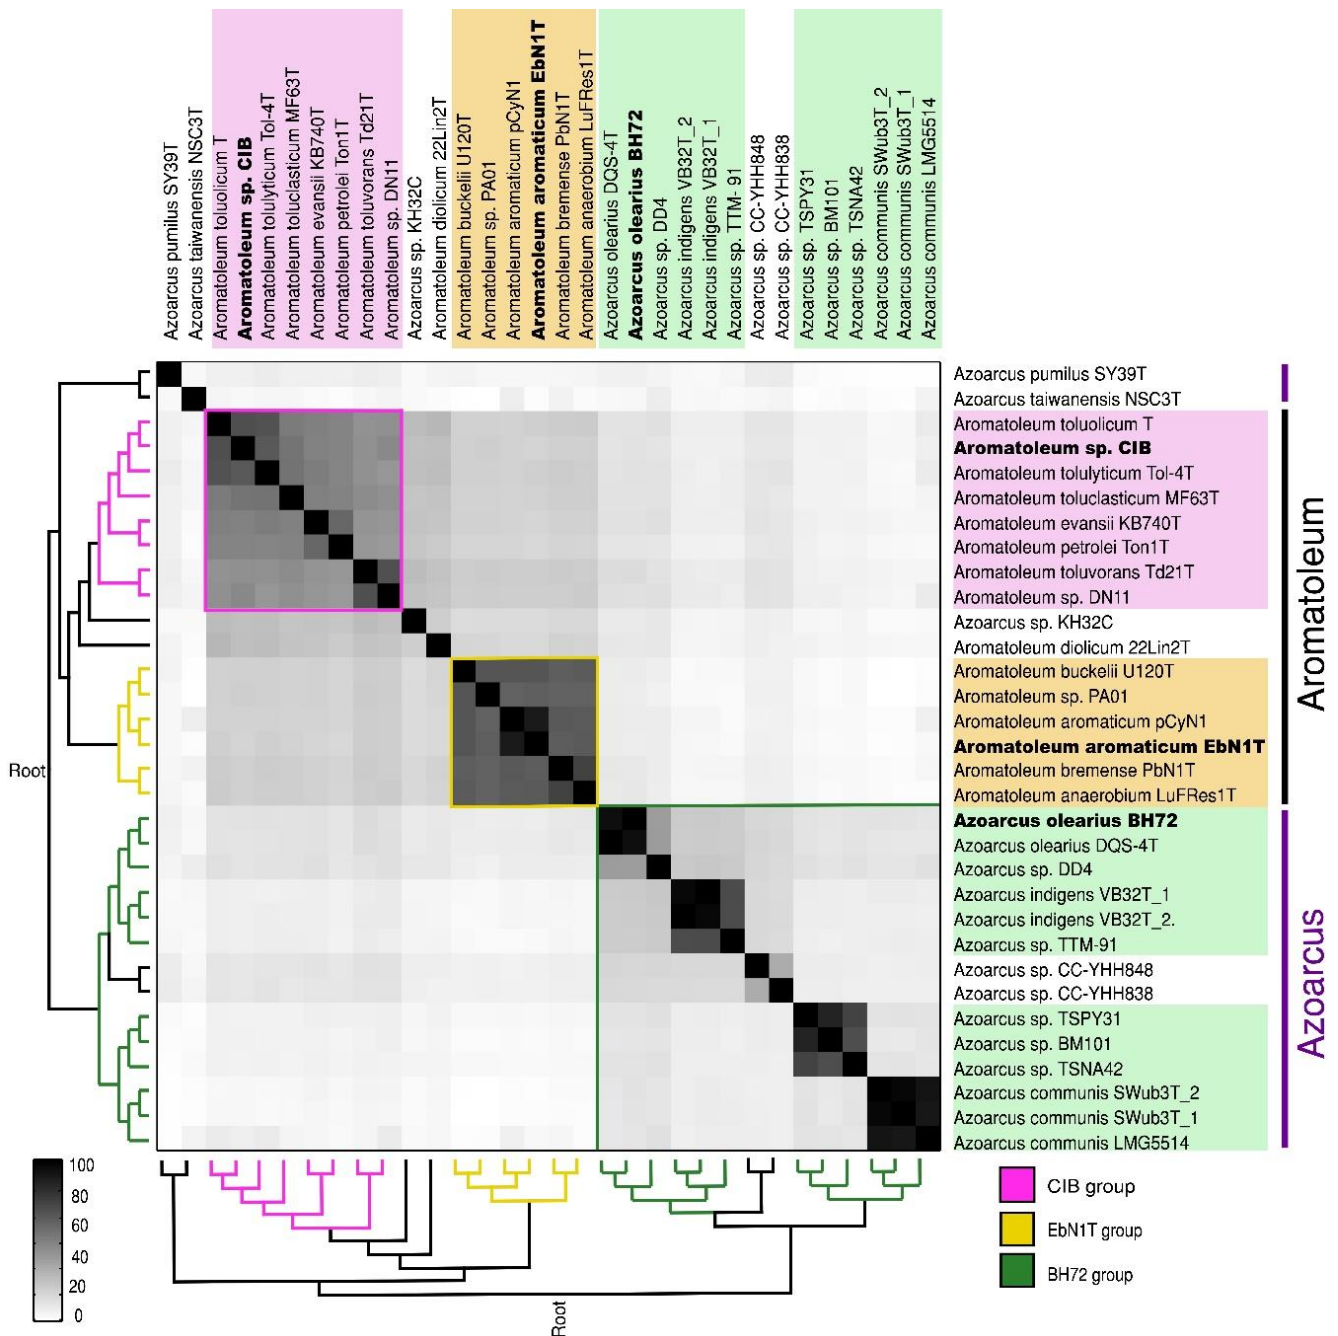 Azoarcus pumilus SY39T
Azoarcus taiwanensis NSC3T
Aromatoleum toluolicum T
Aromatoleum sp. CIB
Aromatoleum tolulyticum Tol-4T
Aromatoleum toluclasticum MF63T
Aromatoleum evansii KB740T
Aromatoleum petrolei Ton1T
Aromatoleum toluvorans Td21T
Aromatoleum sp. DN11
Azoarcus sp. KH32C
Aromatoleum diolicum 22Lin2T
Aromatoleum buckelii U120T
Aromatoleum sp. PA01
Aromatoleum aromaticum pCyN1
Aromatoleum aromaticum EbN1T
Aromatoleum bremense PbN1T
Aromatoleum anaerobium LuFRes1T
Azoarcus olearius DQS-4T
Azoarcus olearius BH72
Azoarcus sp. DD4
Azoarcus indigens VB32T_2
Azoarcus indigens VB32T_1
Azoarcus sp. TTM- 91
Azoarcus sp. CC-YHH848
Azoarcus sp. CC-YHH838
Azoarcus sp. TSPY31
Azoarcus sp. BM101
Azoarcus sp. TSNA42
Azoarcus communis SWub3T_2
Azoarcus communis SWub3T_1
Azoarcus communis LMG5514
Azoarcus pumilus SY39T
Azoarcus taiwanensis NSC3T
Aromatoleum toluolicum T
Aromatoleum sp. CIB
Aromatoleum tolulyticum Tol-4T
Aromatoleum toluclasticum MF63T
Aromatoleum evansii KB740T
Aromatoleum petrolei Ton1T
Aromatoleum toluvorans Td21T
Aromatoleum sp. DN11
Azoarcus sp. KH32C
Aromatoleum diolicum 22Lin2T
Aromatoleum buckelii U120T
Aromatoleum sp. PA01
Aromatoleum aromaticum pCyN1
Aromatoleum aromaticum EbN1T
Aromatoleum bremense PbN1T
Aromatoleum anaerobium LuFRes1T
Azoarcus olearius BH72
Azoarcus olearius DQS-4T
Azoarcus sp. DD4
Azoarcus indigens VB32T_1
Azoarcus indigens VB32T_2.
Azoarcus sp. TTM-91
Azoarcus sp. CC-YHH848
Azoarcus sp. CC-YHH838
Azoarcus sp. TSPY31
Azoarcus sp. BM101
Azoarcus sp. TSNA42
Azoarcus communis SWub3T_2
Azoarcus communis SWub3T_1
Azoarcus communis LMG5514
Aromatoleum
Azoarcus
Root
100
80
60
40
20
0
Root
CIB group
EbN1T group
BH72 group